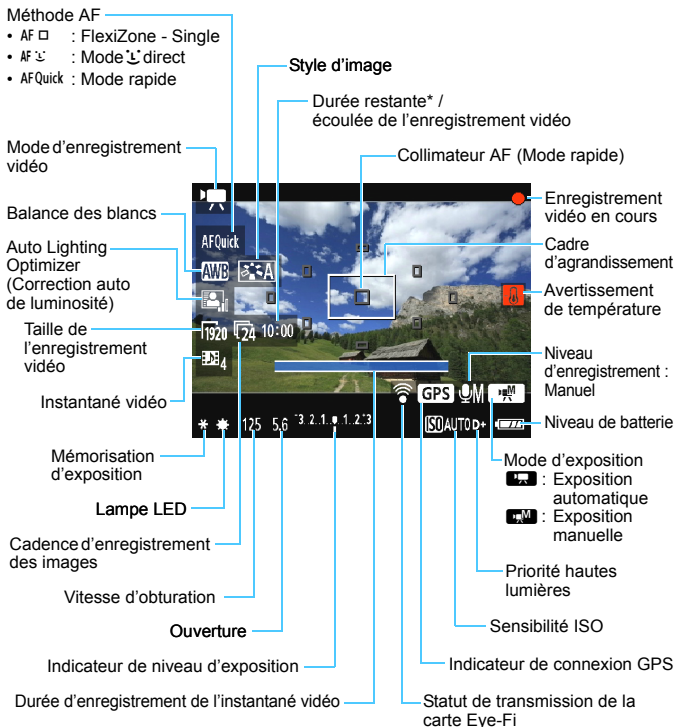 Méthode AF
• AF □ : FlexiZone - Single
• AF : Mode direct
• AFQuick : Mode rapide
Style d'image
Durée restante* /
écoulée de l'enregistrement vidéo
Mode d'enregistrement
vidéo
Collimateur AF (Mode rapide)
Balance des blancs
Enregistrement
vidéo en cours
Auto Lighting
Optimizer
(Correction auto
de luminosité)
Cadre
d'agrandissement
Avertissement
de température
Taille de
l'enregistrement
vidéo
Niveau
d'enregistrement :
Manuel
Instantané vidéo
Niveau de batterie
AFQuick
AWB
A
1920 24 10:00
4
GPS M M
* 125 5.6 -3..2..1....1..2..+3 ISO AUTO D+
Mémorisation
d'exposition
Mode d'exposition
: Exposition
automatique
M : Exposition
manuelle
Lampe LED
Cadence d'enregistrement
des images
Priorité hautes
lumières
Vitesse d'obturation
Ouverture
Sensibilité ISO
Indicateur de niveau d'exposition
Indicateur de connexion GPS
Durée d'enregistrement de l'instantané vidéo
Statut de transmission de la
carte Eye-Fi